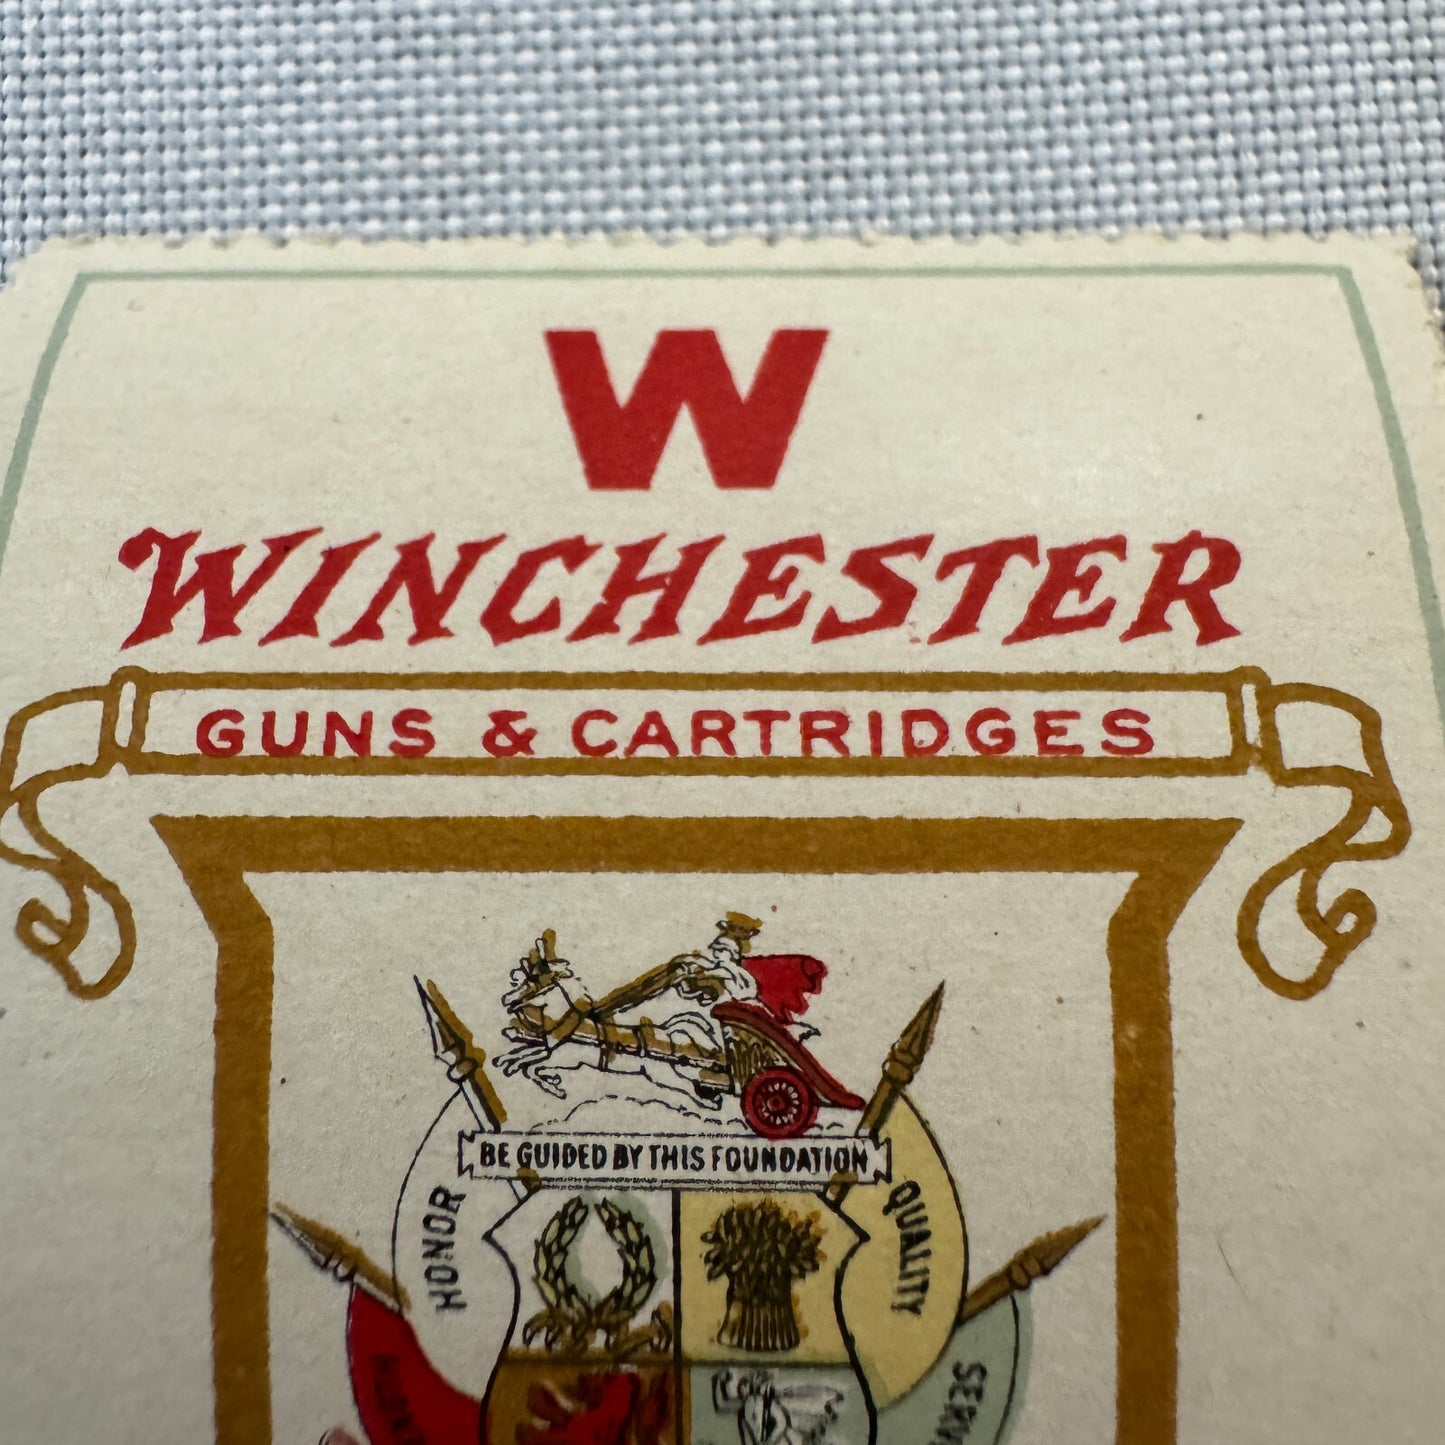 W
WINCHESTER
GUNS & CARTRIDGES
BE GUIDED BY THIS FOUNDATION
HONOR
QUALITY